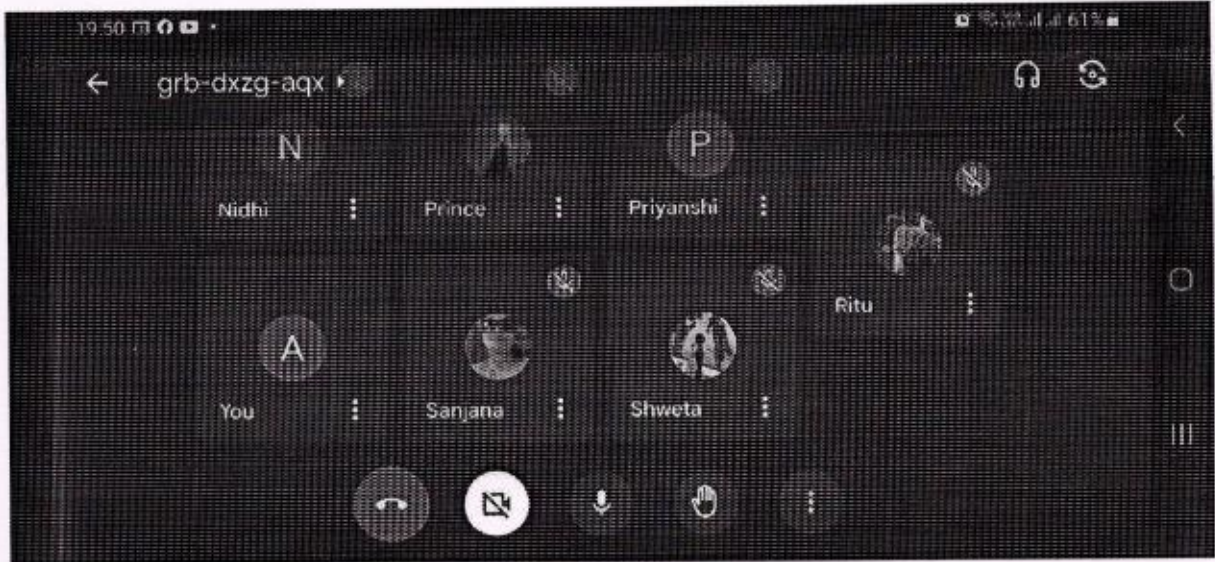 19:50
61%
grb-dxzg-aqx
N
P
Nidhi
Prince
Priyanshi
Ritu
A
You
Sanjana
Shweta